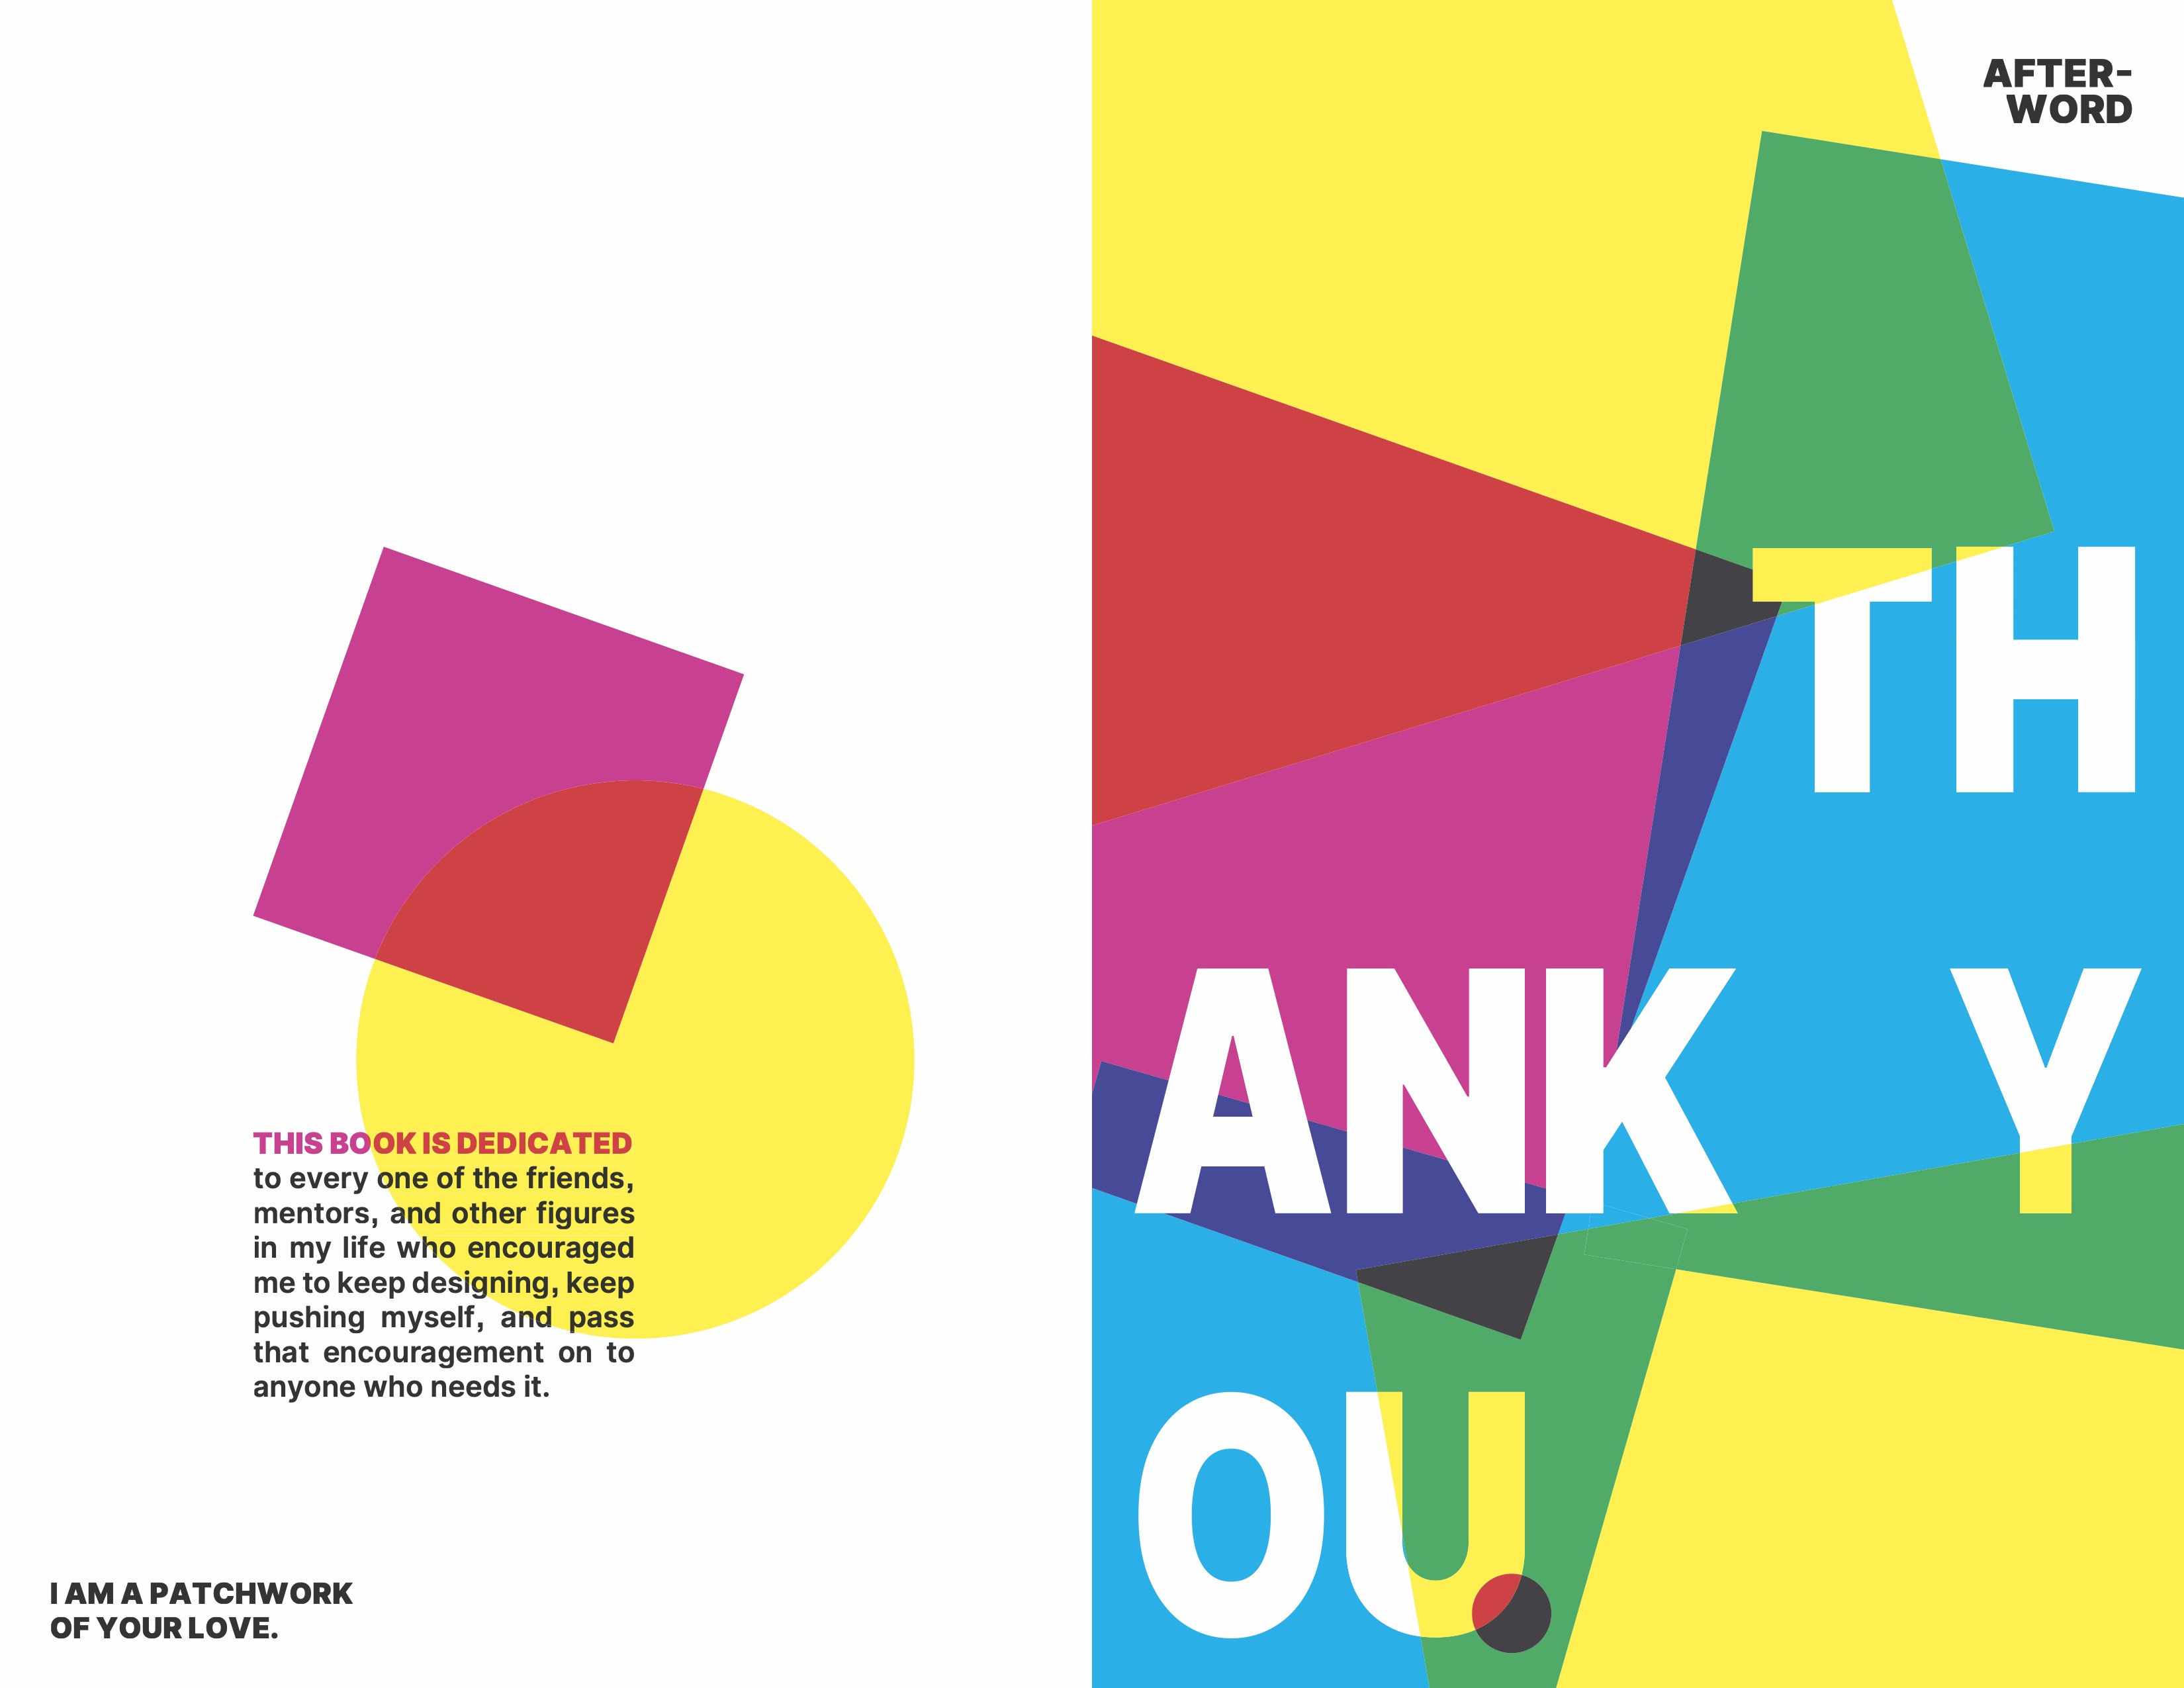 THIS BOOK IS DEDICATED
to every one of the friends,
mentors, and other figures
in my life who encouraged
me to keep designing, keep
pushing myself, and pass
that encouragement on to
anyone who needs it.
I AM A PATCHWORK
OF YOUR LOVE.
AFTER-
WORD
TH
ANK Y
OU.